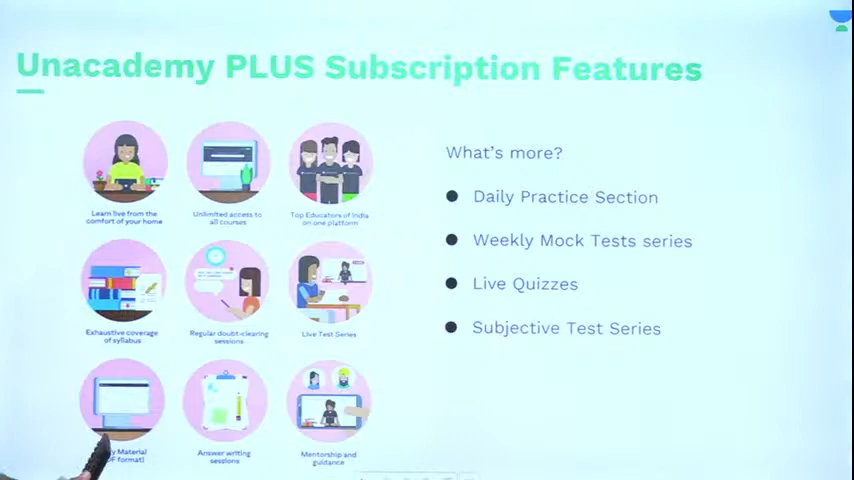 Unacademy PLUS Subscription Features
Learn live from the
comfort of your home
Unlimited access to
all courses
Top Educators of India
on one platform
Exhaustive coverage
of syllabus
Regular doubt-clearing
sessions
Live Test Series
Material
format)
Answer writing
sessions
Mentorship and
guidance
What's more?
Daily Practice Section
Weekly Mock Tests series
Live Quizzes
Subjective Test Series